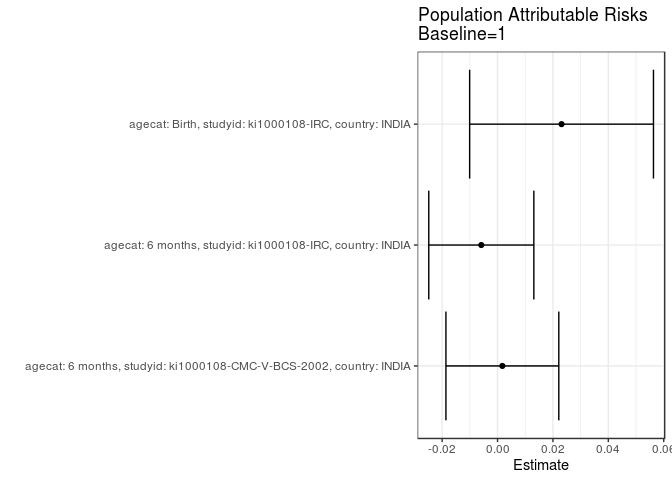 Population Attributable Risks
Baseline=1
agecat: Birth, studyid: ki1000108-IRC, country: INDIA
agecat: 6 months, studyid: ki1000108-IRC, country: INDIA
agecat: 6 months, studyid: ki1000108-CMC-V-BCS-2002, country: INDIA
-0.02 0.00 0.02 0.04
Estimate